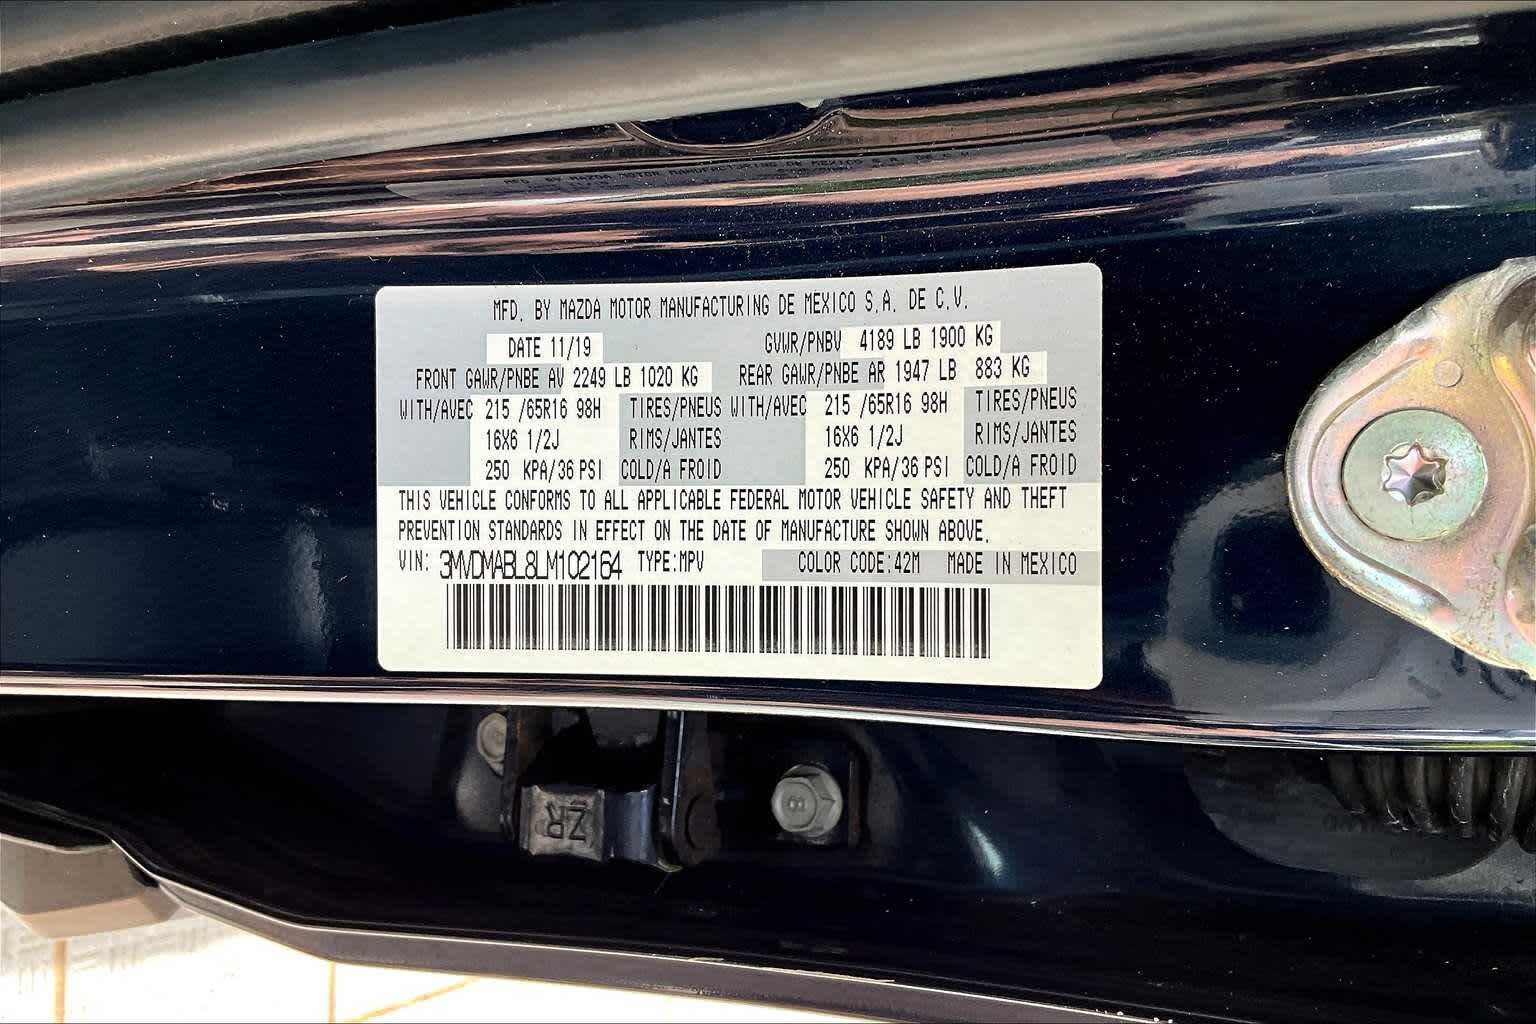 MFD. BY MAZDA MOTOR MANUFACTURING DE MEXICO S.A. DE C.V.
DATE 11/19 GVWR/PNBV 4189 LB 1900 KG
FRONT GAWR/PNBE AV 2249 LB 1020 KG REAR GAWR/PNBE AR 1947 LB 883 KG
WITH/AVEC 215 /65R16 98H TIRES/PNEUS WITH/AVEC 215 /65R16 98H TIRES/PNEUS
16X6 1/2J RIMS/JANTES 16X6 1/2J RIMS/JANTES
250 KPA/36 PSI COLD/A FROID 250 KPA/36 PSI COLD/A FROID
THIS VEHICLE CONFORMS TO ALL APPLICABLE FEDERAL MOTOR VEHICLE SAFETY AND THEFT
PREVENTION STANDARDS IN EFFECT ON THE DATE OF MANUFACTURE SHOWN ABOVE.
VIN: 3MVDMABL8LM102164 TYPE:MPV COLOR CODE:42M MADE IN MEXICO
ZR
8